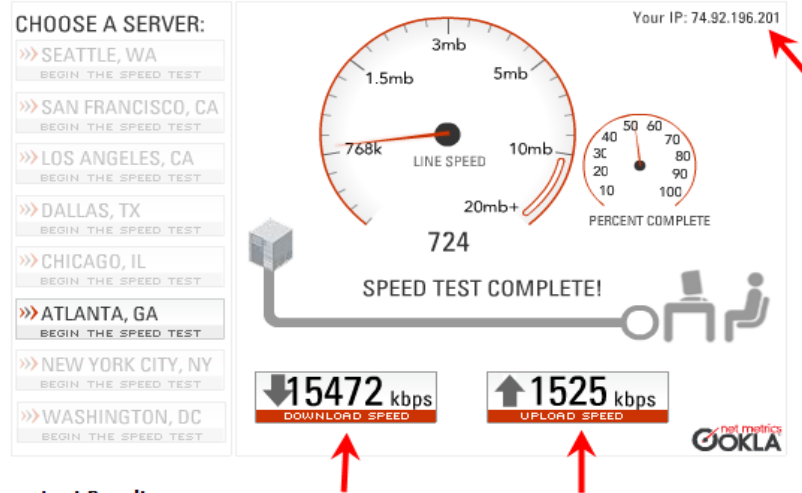 CHOOSE A SERVER:
SEATTLE, WA
BEGIN THE SPEED TEST
SAN FRANCISCO, CA
BEGIN THE SPEED TEST
LOS ANGELES, CA
BEGIN THE SPEED TEST
DALLAS, TX
BEGIN THE SPEED TEST
CHICAGO, IL
BEGIN THE SPEED TEST
ATLANTA, GA
BEGIN THE SPEED TEST
NEW YORK CITY, NY
BEGIN THE SPEED TEST
WASHINGTON, DC
BEGIN THE SPEED TEST
Your IP: 74.92.196.201
3mb
1.5mb
5mb
768k
10mb
20mb+
LINE SPEED
724
10
20
30
40
50
60
70
80
90
100
PERCENT COMPLETE
SPEED TEST COMPLETE!
15472 kbps
DOWNLOAD SPEED
1525 kbps
UPLOAD SPEED
net metrics
OOKLA